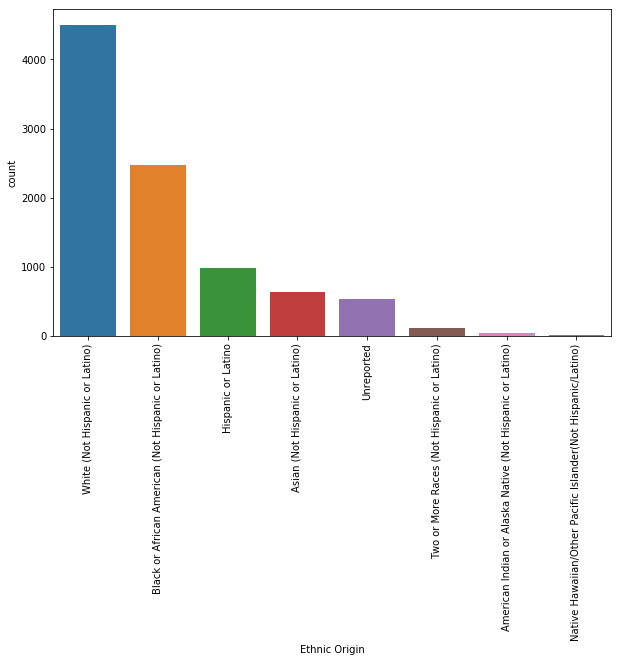 4000
3000
2000
1000
0
count
White (Not Hispanic or Latino)
Black or African American (Not Hispanic or Latino)
Hispanic or Latino
Asian (Not Hispanic or Latino)
Unreported
Two or More Races (Not Hispanic or Latino)
American Indian or Alaska Native (Not Hispanic or Latino)
Native Hawaiian/Other Pacific Islander(Not Hispanic/Latino)
Ethnic Origin